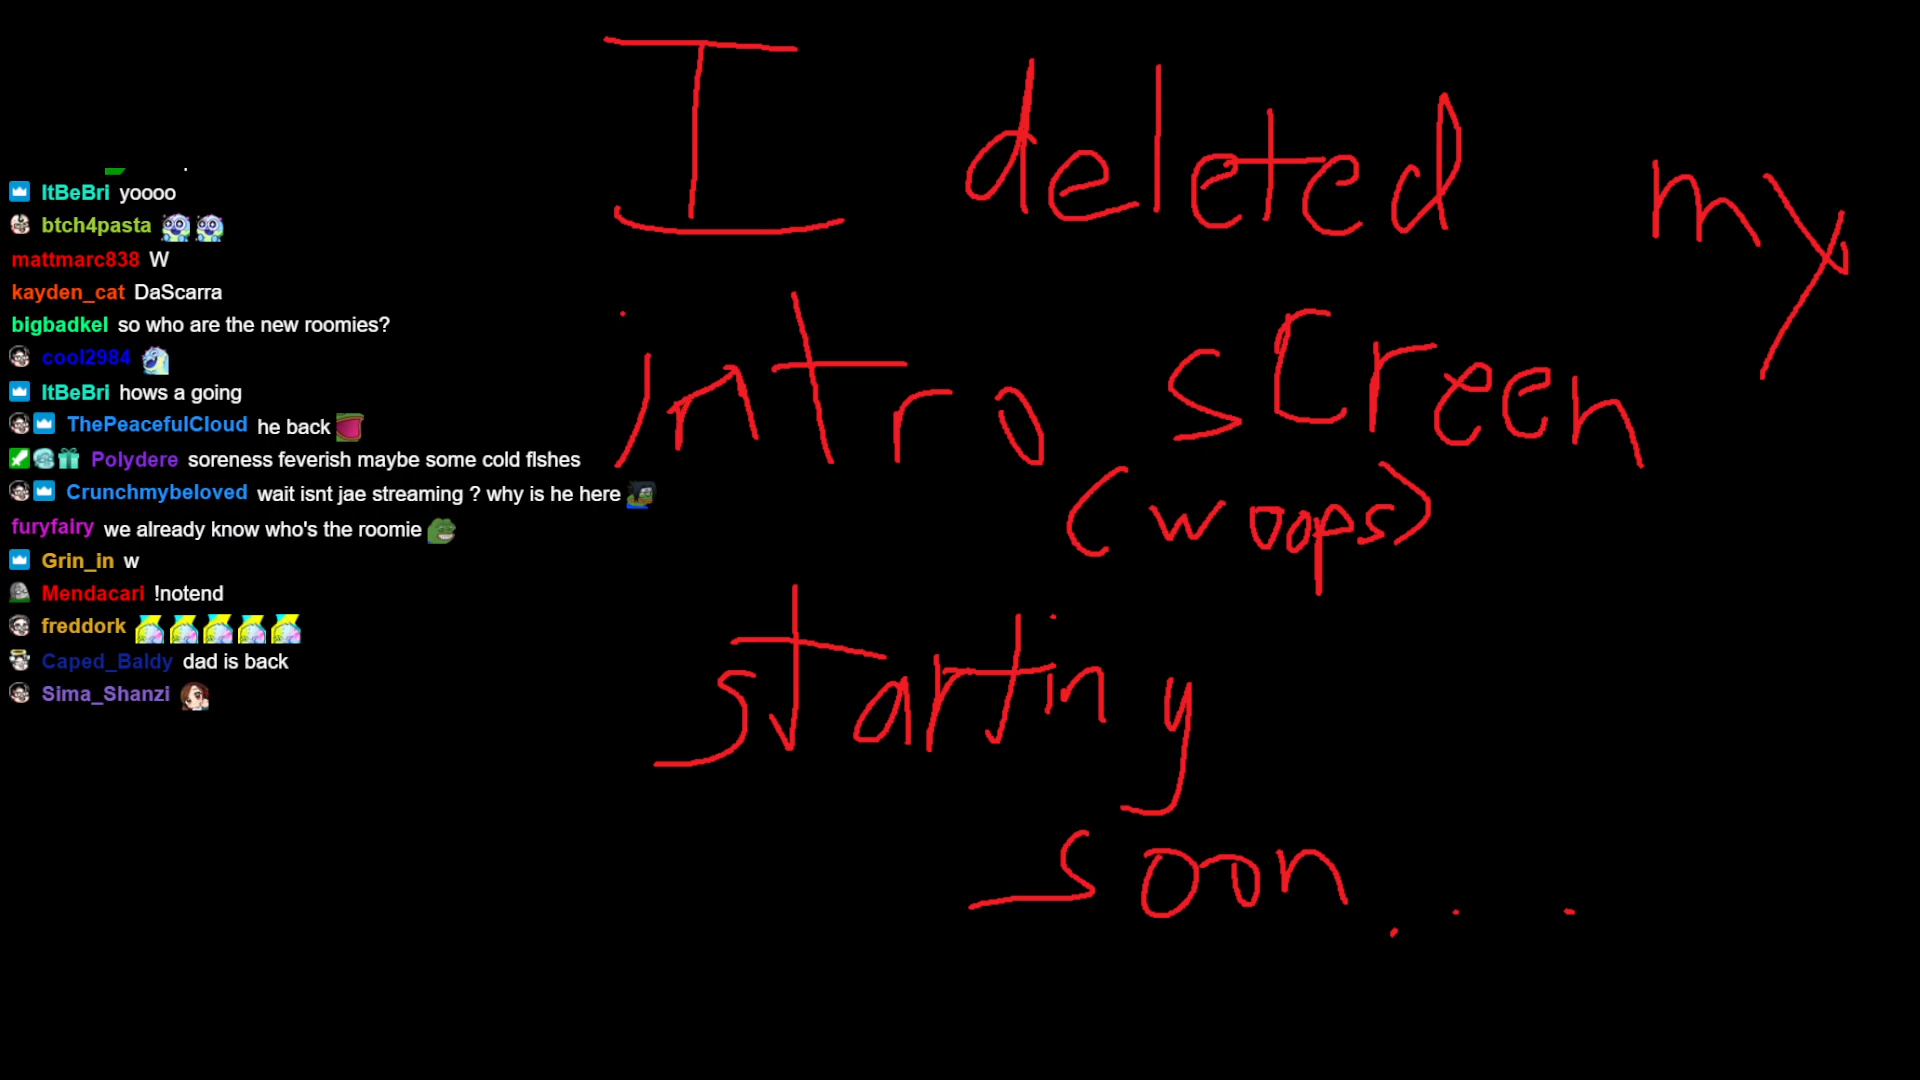 ItBeBri yoooo
btch4pasta
mattmarc838 W
kayden_cat DaScarra
bigbadkel so who are the new roomies?
cool2984
ItBeBri hows a going
ThePeacefulCloud he back
Polydere soreness feverish maybe some cold flshes
Crunchmybeloved wait isnt jae streaming ? why is he here
furyfairy we already know who's the roomie
Grin_in w
Mendacari !notend
freddork
Caped_Baldy dad is back
Sima_Shanzi
I deleted my
intro screen
(woops)
starting
soon...